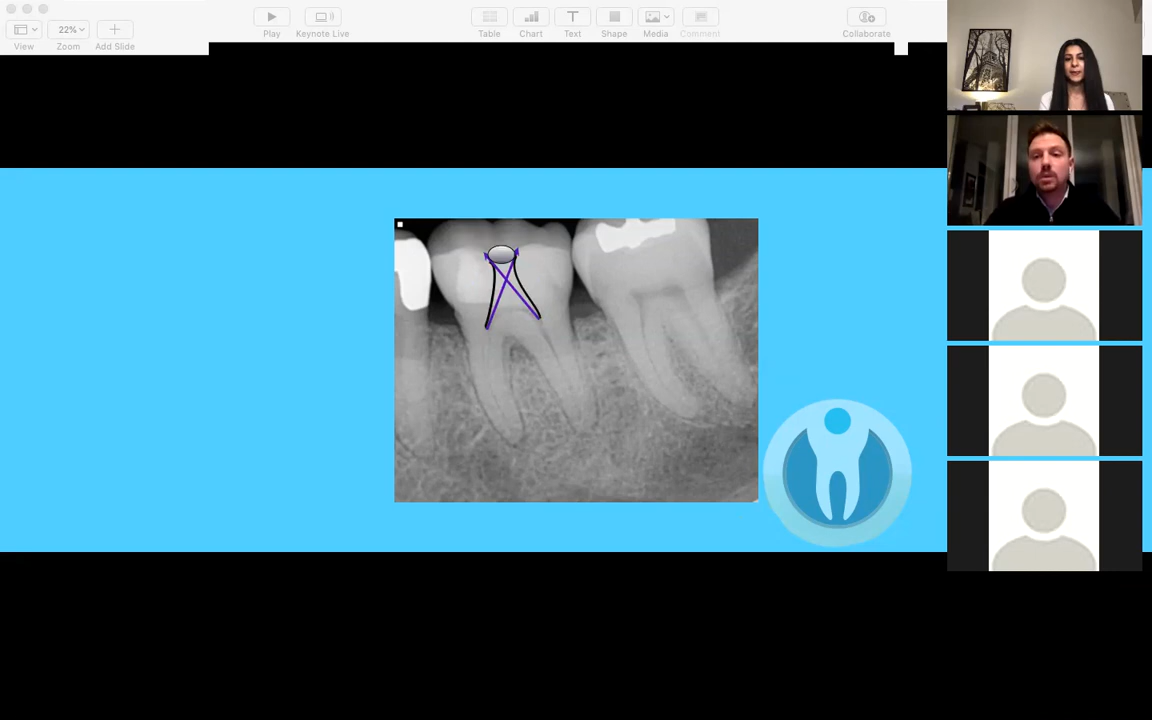 22%
View
Zoom
Add Slide
Play
Keynote Live
Table
Chart
Text
Shape
Media
Comment
Collaborate